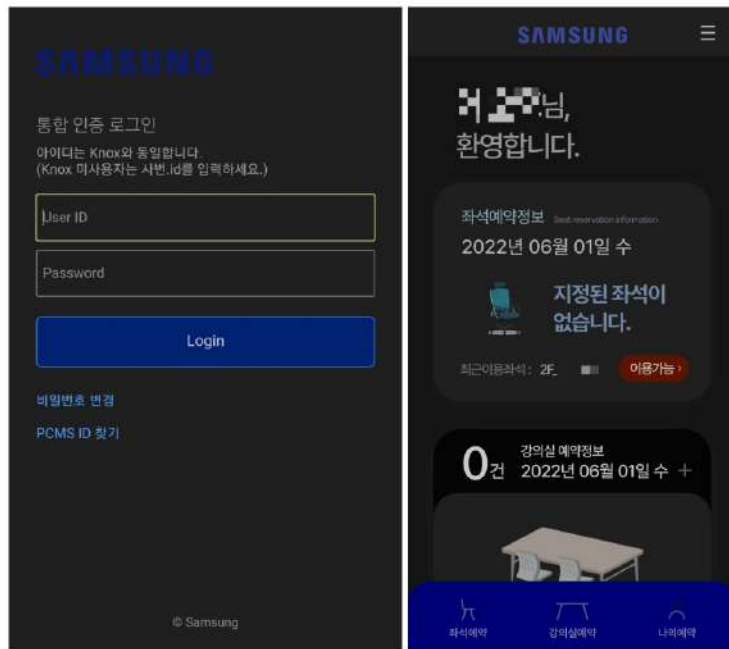 SAMSUNG
통합 인증 로그인
아이디는 Knox와 동일합니다.
(Knox 미사용자는 사번.id를 입력하세요.)
User ID
Password
Login
비밀번호 변경
PCMS ID 찾기
© Samsung
SAMSUNG
님,
환영합니다.
좌석예약정보 Seat reservation information
2022년 06월 01일 수
지정된 좌석이
없습니다.
최근이용좌석 : 2F_ 이용가능 ›
0건 강의실 예약정보
2022년 06월 01일 수 +
좌석예약 강의실예약 나의예약